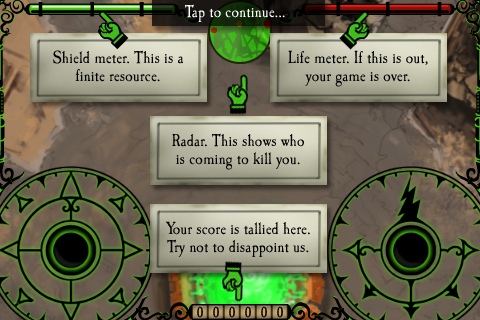 Tap to continue...
Shield meter. This is a
finite resource.
Life meter. If this is out,
your game is over.
Radar. This shows who
is coming to kill you.
Your score is tallied here.
Try not to disappoint us.
000000